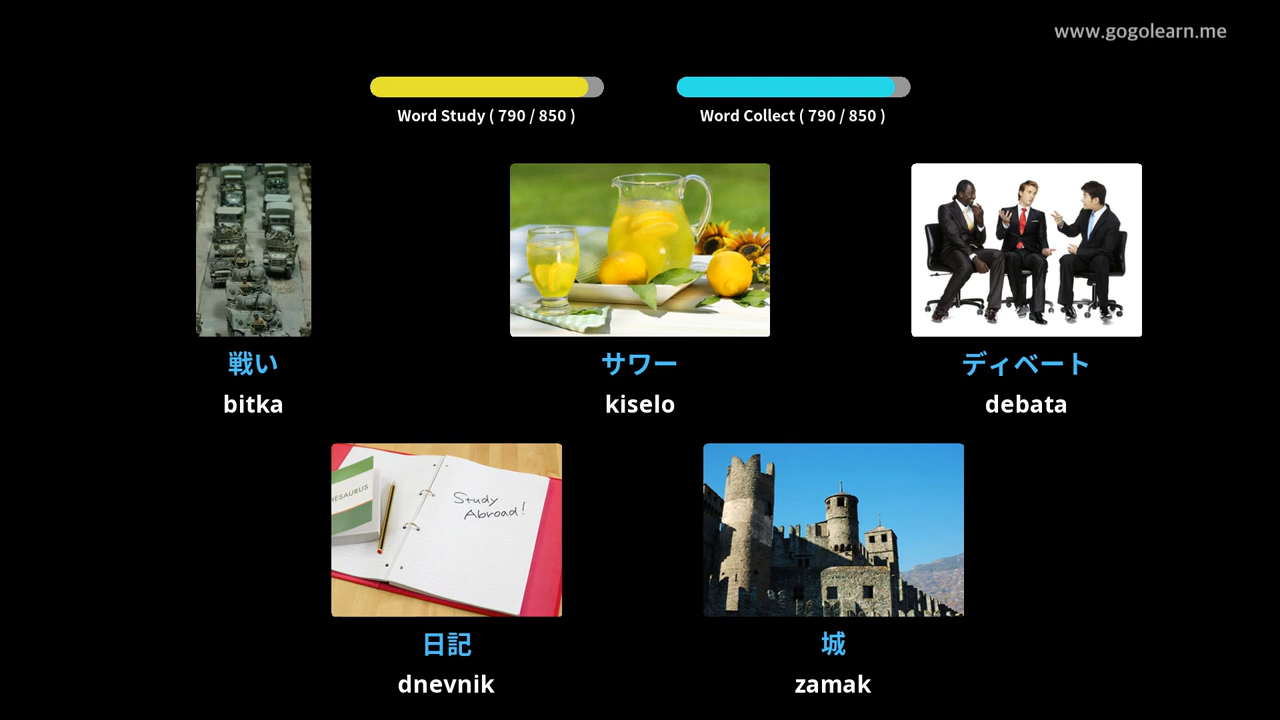 www.gogolearn.me
Word Study ( 790 / 850 )
Word Collect ( 790 / 850 )
戦い
bitka
サワー
kiselo
ディベート
debata
HESAURUS
Study
Abroad!
日記
dnevnik
城
zamak